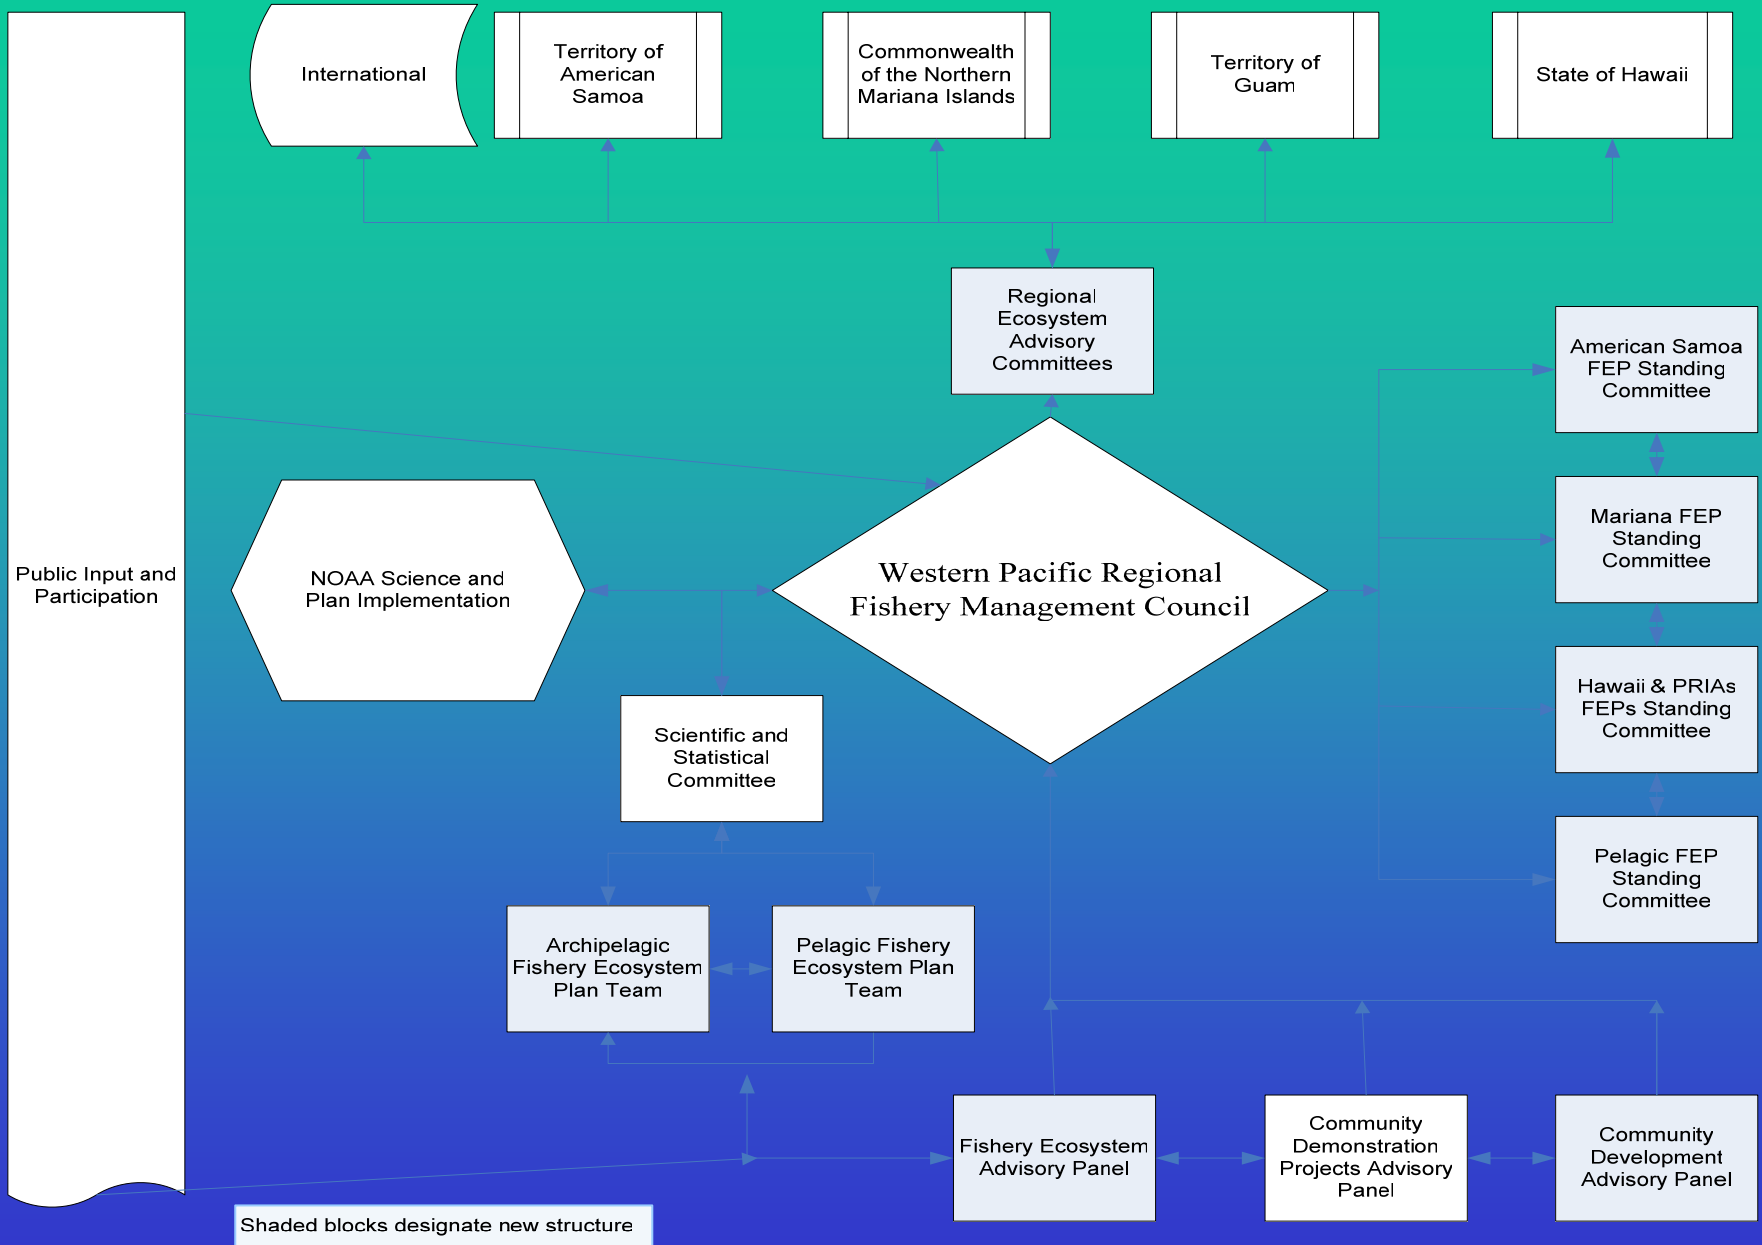 International
Territory of
American
Samoa
Commonwealth
of the Northern
Mariana Islands
Territory of
Guam
State of Hawaii
Regional
Ecosystem
Advisory
Committees
American Samoa
FEP Standing
Committee
Mariana FEP
Standing
Committee
Public Input and
Participation
NOAA Science and
Plan Implementation
Western Pacific Regional
Fishery Management Council
Hawaii & PRIAs
FEPs Standing
Committee
Scientific and
Statistical
Committee
Pelagic FEP
Standing
Committee
Archipelagic
Fishery Ecosystem
Plan Team
Pelagic Fishery
Ecosystem Plan
Team
Fishery Ecosystem
Advisory Panel
Community
Demonstration
Projects Advisory
Panel
Community
Development
Advisory Panel
Shaded blocks designate new structure